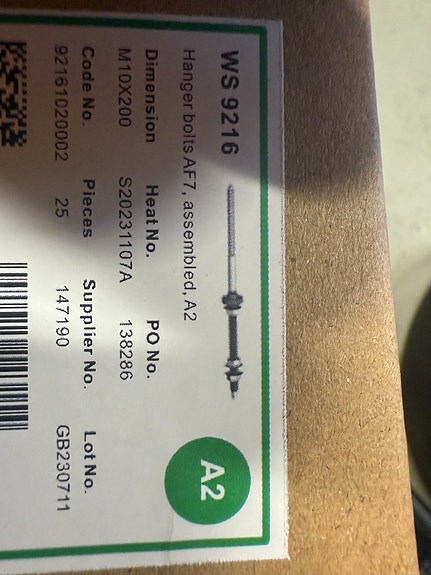 WS 9216
Hanger bolts AF7, assembled, A2
A2
Dimension Heat No. PO No.
M10X200 S20231107A 138286
Code No. Pieces Supplier No. Lot No.
92161020002 25 147190 GB230711